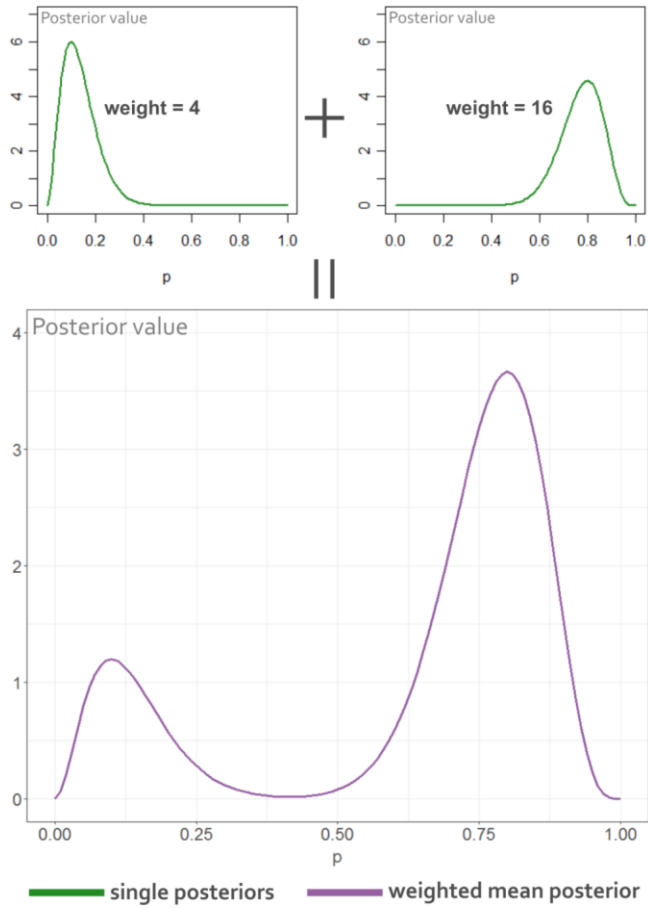 Posterior value
6
4
2
0
weight = 4
0.0 0.2 0.4 0.6 0.8 1.0
p
+
Posterior value
6
4
2
0
weight = 16
0.0 0.2 0.4 0.6 0.8 1.0
p
||
Posterior value
4
3
2
1
0
0.00 0.25 0.50 0.75 1.00
p
single posteriors weighted mean posterior